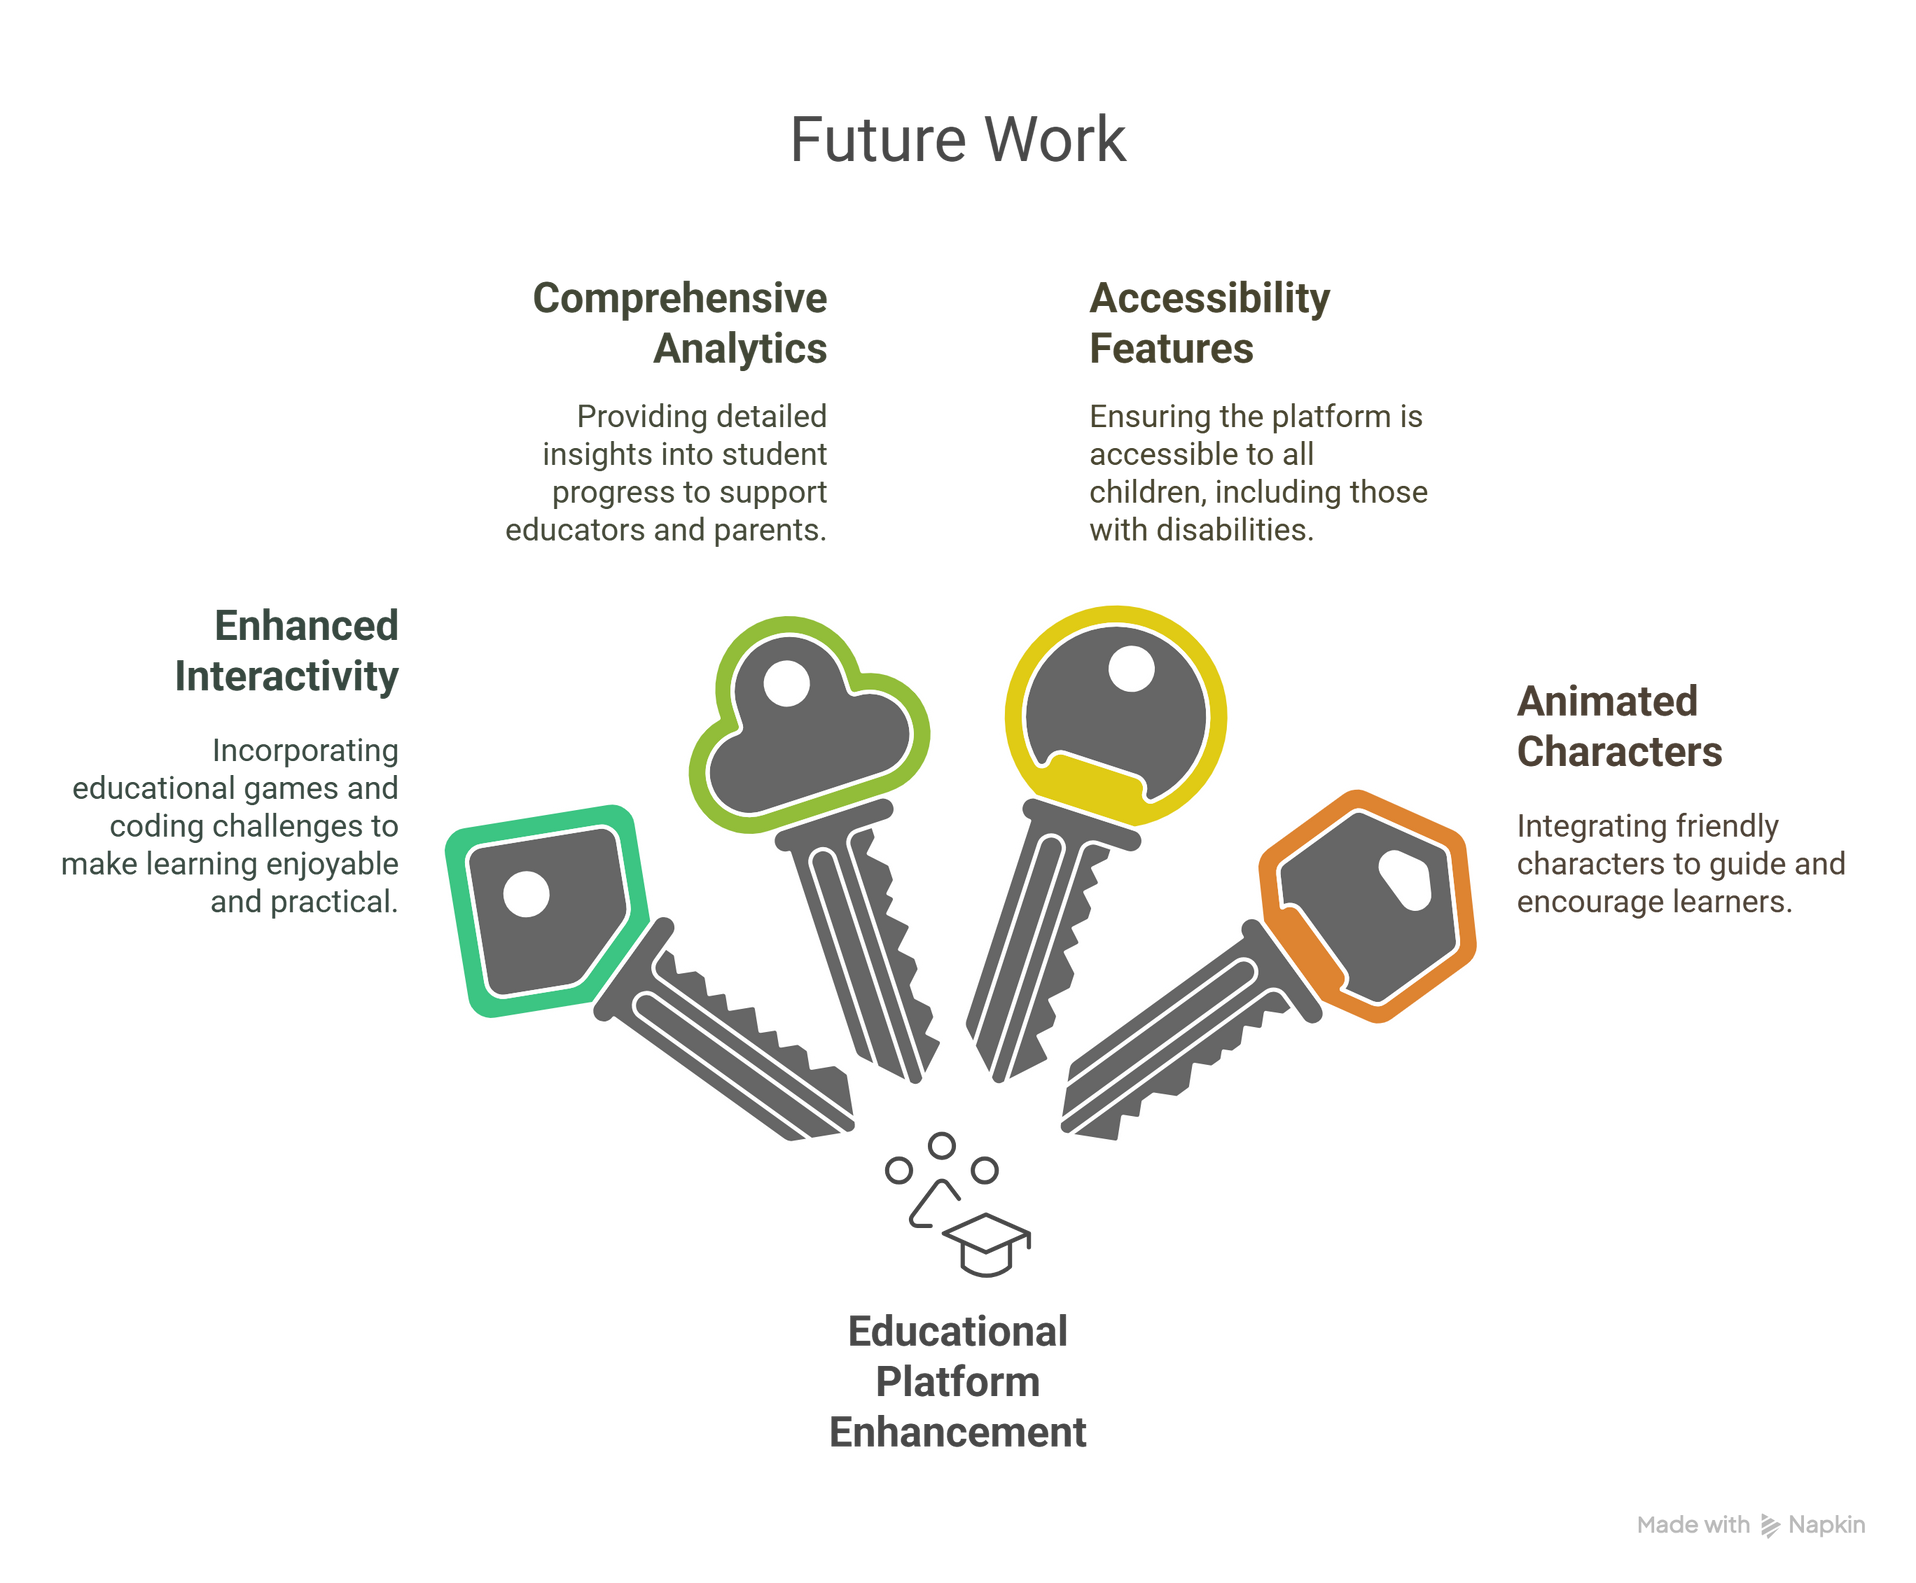 Future Work
Comprehensive
Analytics
Providing detailed
insights into student
progress to support
educators and parents.
Accessibility
Features
Ensuring the platform is
accessible to all
children, including those
with disabilities.
Enhanced
Interactivity
Incorporating
educational games and
coding challenges to
make learning enjoyable
and practical.
Animated
Characters
Integrating friendly
characters to guide and
encourage learners.
Educational
Platform
Enhancement
Made with Napkin